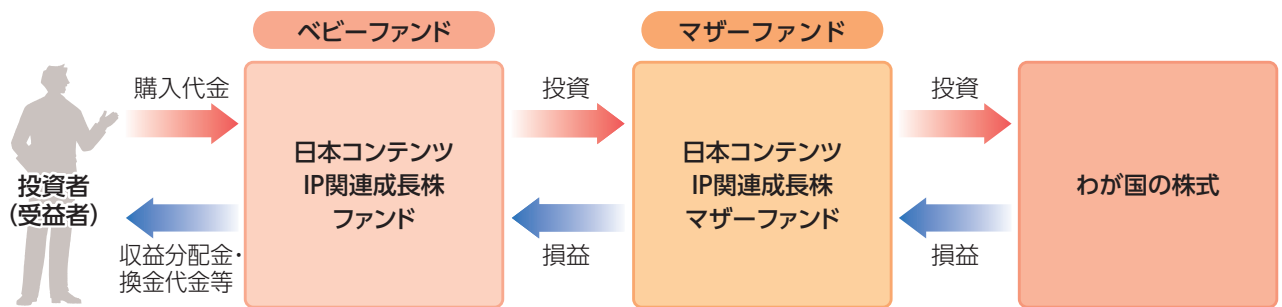 ベビーファンド
マザーファンド
購入代金
投資
投資
日本コンテンツ
IP関連成長株
ファンド
日本コンテンツ
IP関連成長株
マザーファンド
わが国の株式
投資者
(受益者)
収益分配金・
換金代金等
損益
損益